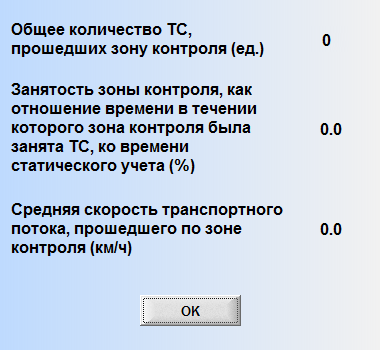 Общее количество ТС,
прошедших зону контроля (ед.) 0
Занятость зоны контроля, как
отношение времени в течении
которого зона контроля была 0.0
занята ТС, ко времени
статического учета (%)
Средняя скорость транспортного
потока, прошедшего по зоне 0.0
контроля (км/ч)
OK